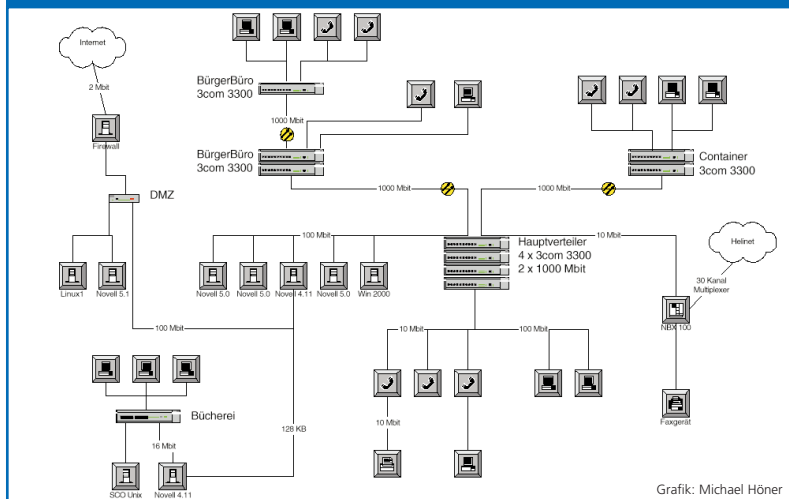 Internet
2 Mbit
Firewall
DMZ
Linux1
Novell 5.1
BürgerBüro
3com 3300
1000 Mbit
BürgerBüro
3com 3300
1000 Mbit
1000 Mbit
Container
3com 3300
100 Mbit
Novell 5.0
Novell 5.0
Novell 4.11
Novell 5.0
Win 2000
Hauptverteiler
4 x 3com 3300
2 x 1000 Mbit
10 Mbit
Helinet
30 Kanal
Multiplexer
NBX 100
Faxgerät
100 Mbit
10 Mbit
100 Mbit
10 Mbit
Bücherei
16 Mbit
128 KB
SCO Unix
Novell 4.11
Grafik: Michael Höner